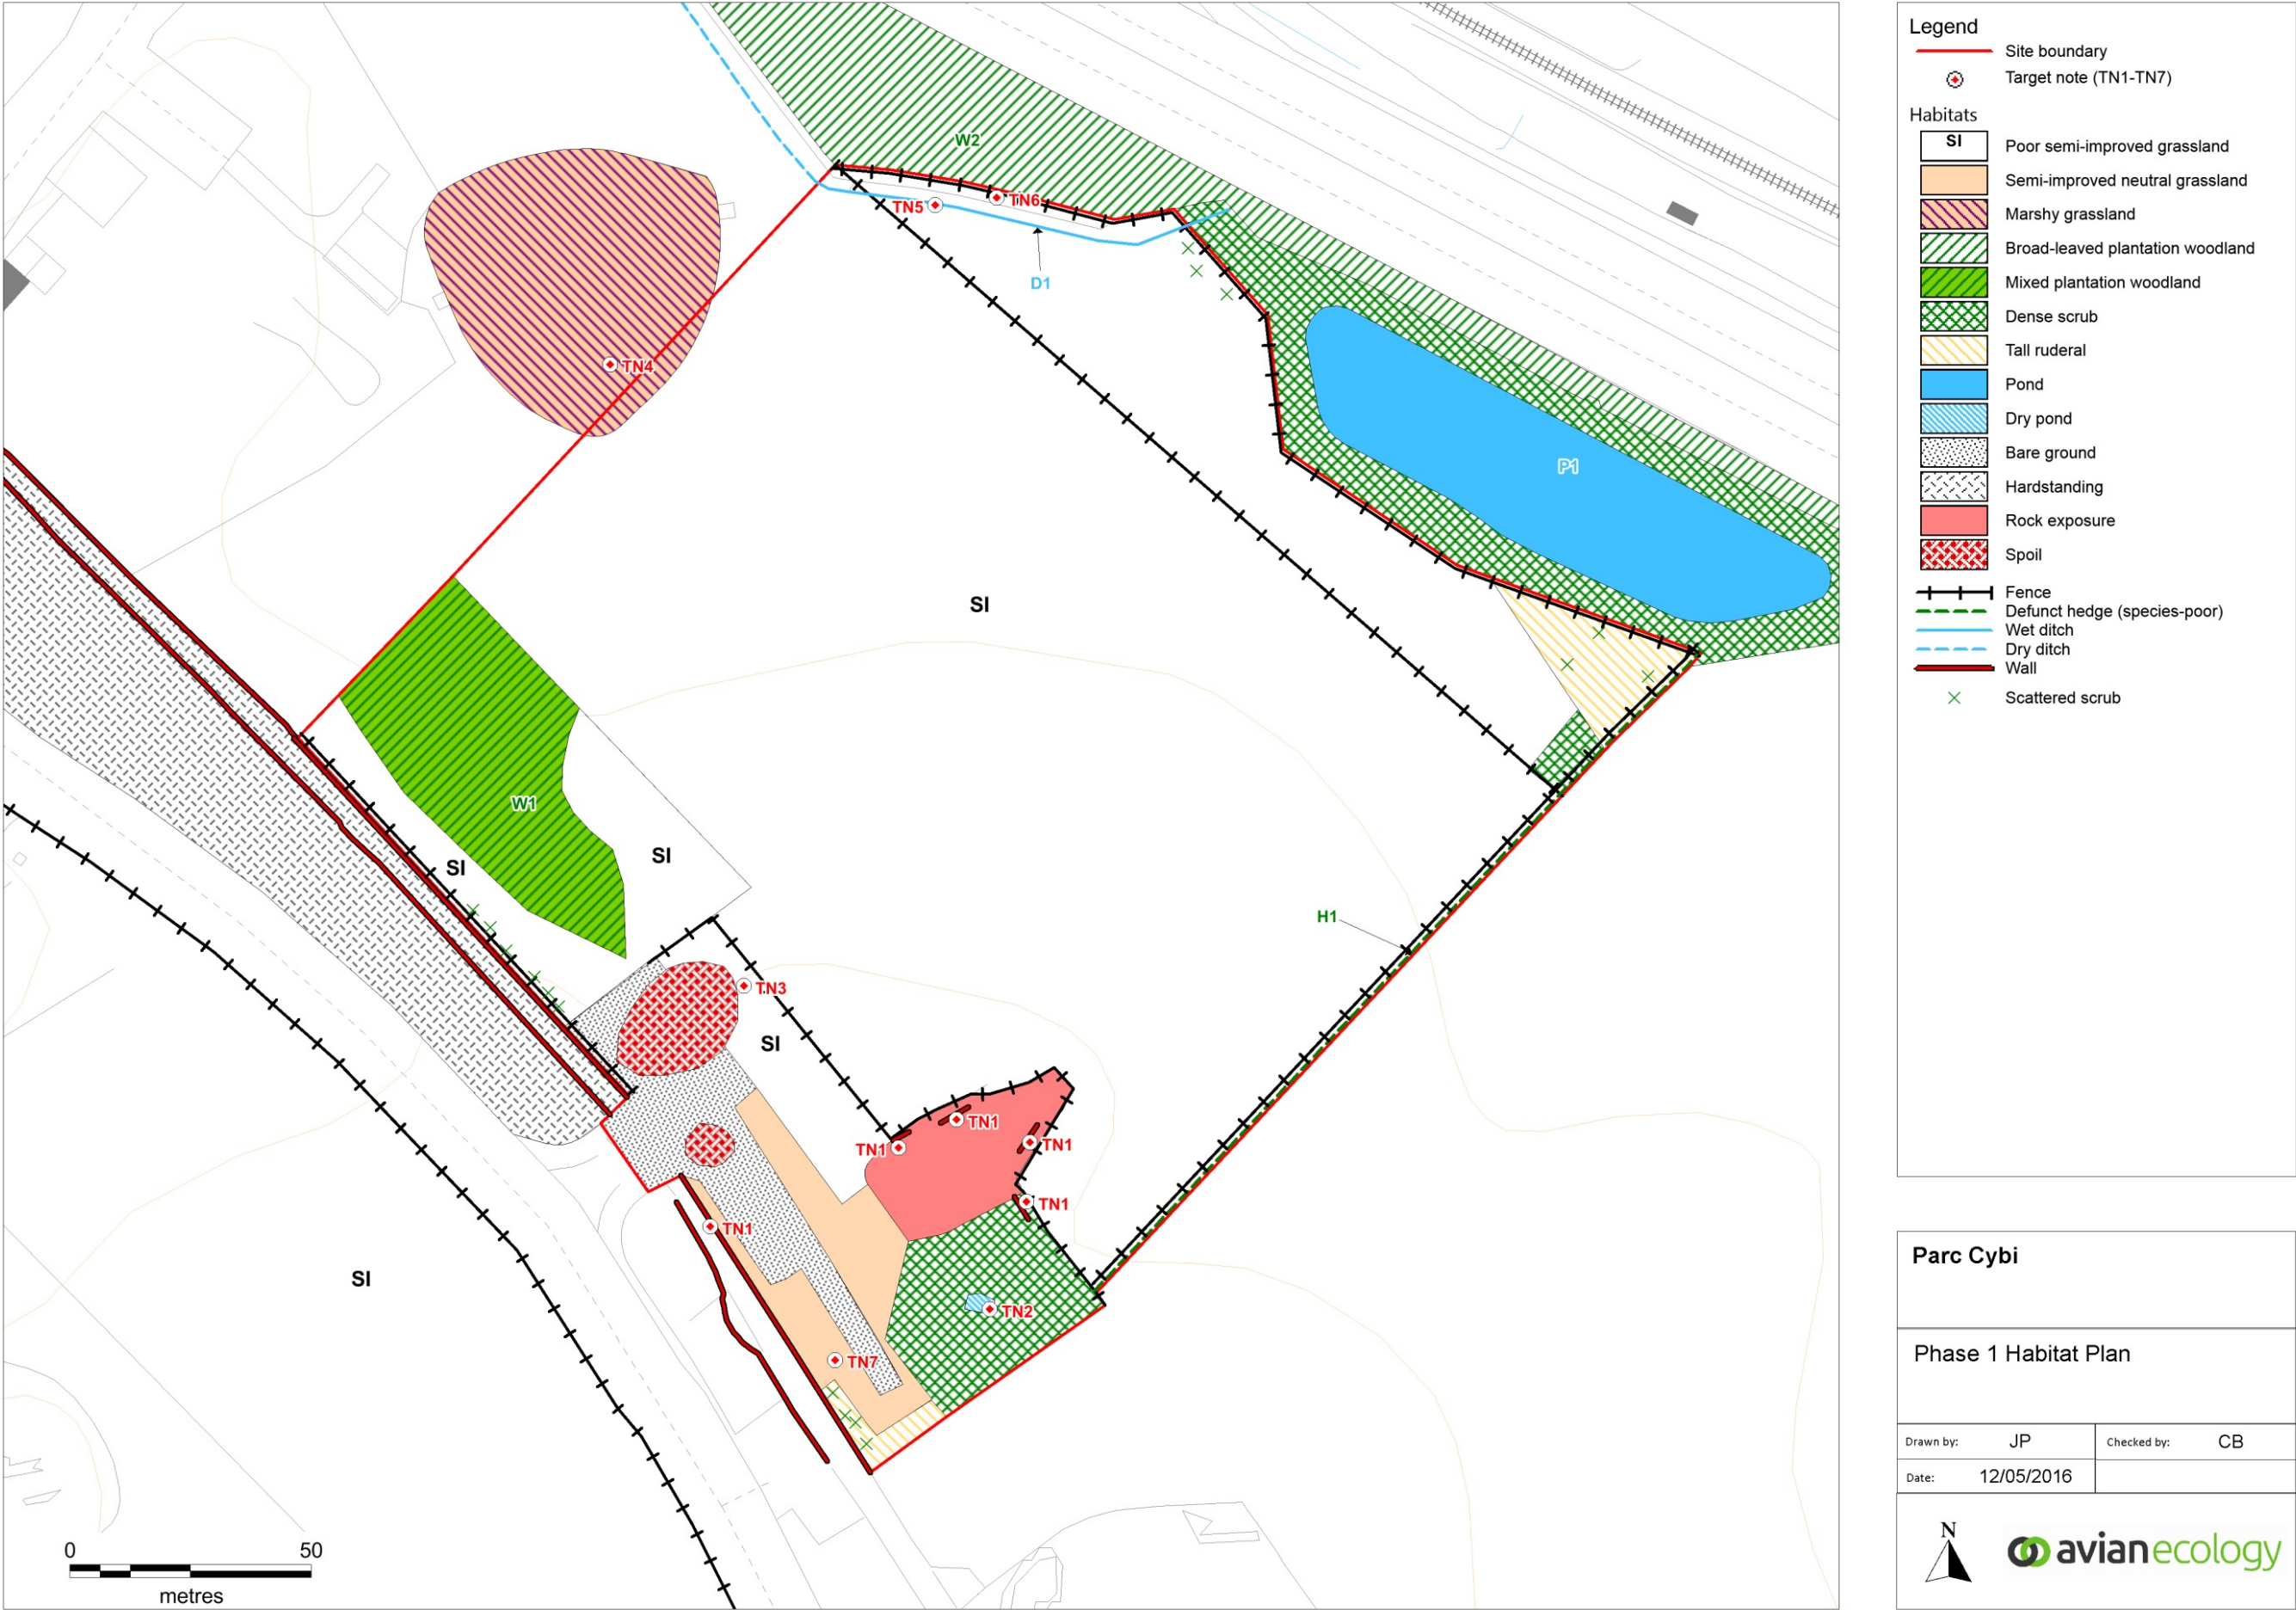 W2
TN5
TN6
D1
TN4
P1
SI
W1
SI
SI
H1
TN3
SI
TN1
TN1
TN1
TN1
TN1
TN2
TN7
SI
0 50
metres
Legend
Site boundary
Target note (TN1-TN7)
Habitats
SI Poor semi-improved grassland
Semi-improved neutral grassland
Marshy grassland
Broad-leaved plantation woodland
Mixed plantation woodland
Dense scrub
Tall ruderal
Pond
Dry pond
Bare ground
Hardstanding
Rock exposure
Spoil
Fence
Defunct hedge (species-poor)
Wet ditch
Dry ditch
Wall
Scattered scrub
Parc Cybi
Phase 1 Habitat Plan
Drawn by: JP Checked by: CB
Date: 12/05/2016
N
avianecology